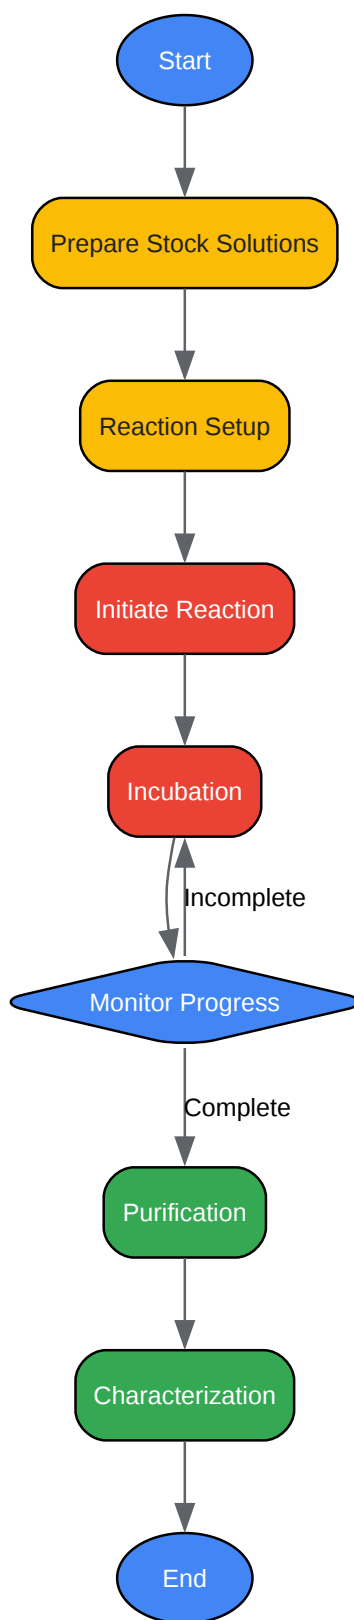 Start
Prepare Stock Solutions
Reaction Setup
Initiate Reaction
Incubation
Incomplete
Monitor Progress
Complete
Purification
Characterization
End